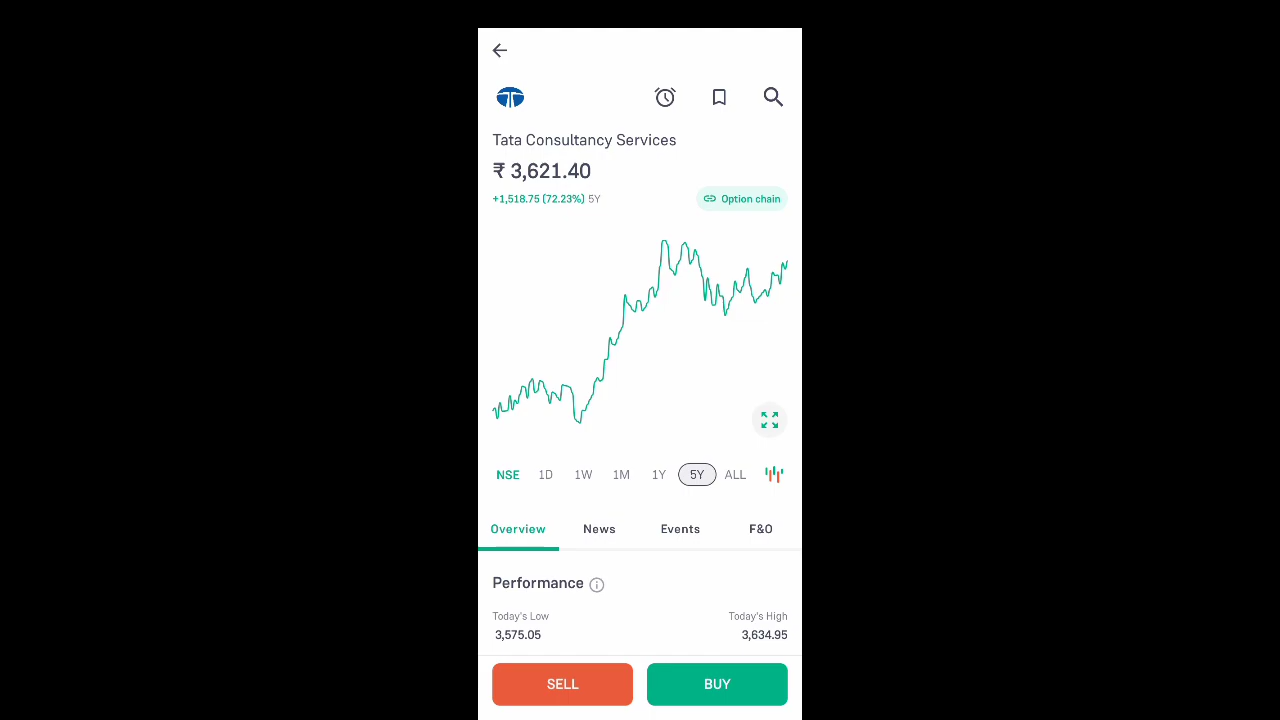 Tata Consultancy Services
₹ 3,621.40
+1,518.75 (72.23%) 5Y
Option chain
NSE 1D 1W 1M 1Y 5Y ALL
Overview News Events F&O
Performance
Today's Low Today's High
3,575.05 3,634.95
SELL BUY